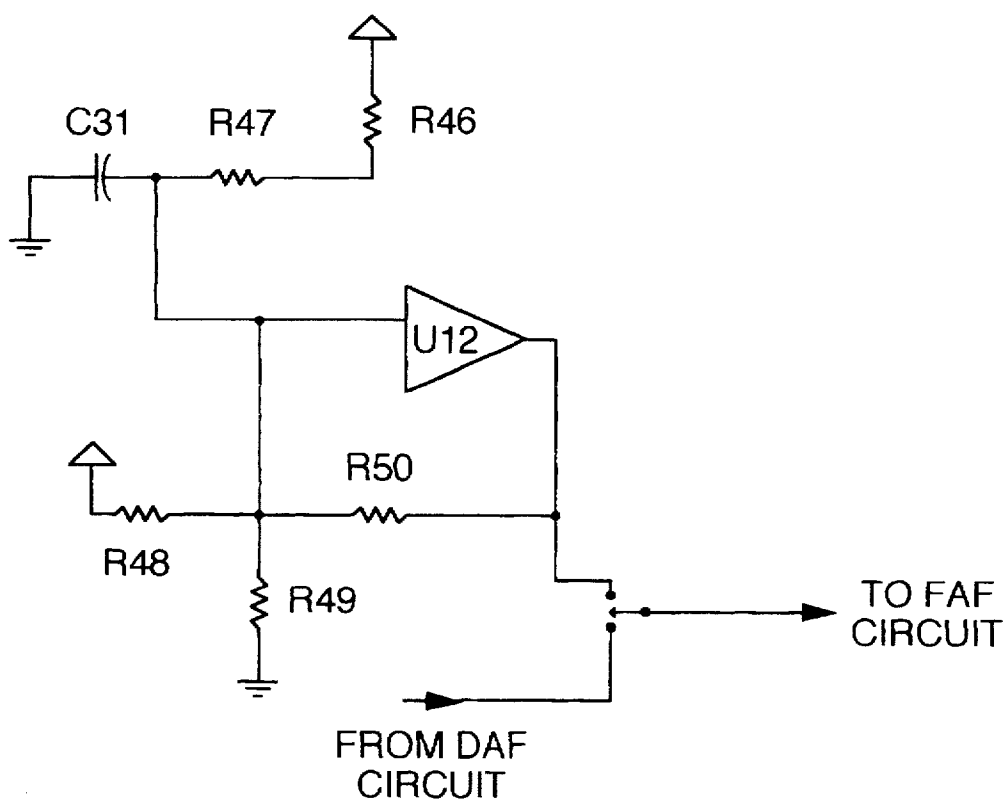 C31
R47
R46
U12
R50
R48
R49
TO FAF
CIRCUIT
FROM DAF
CIRCUIT